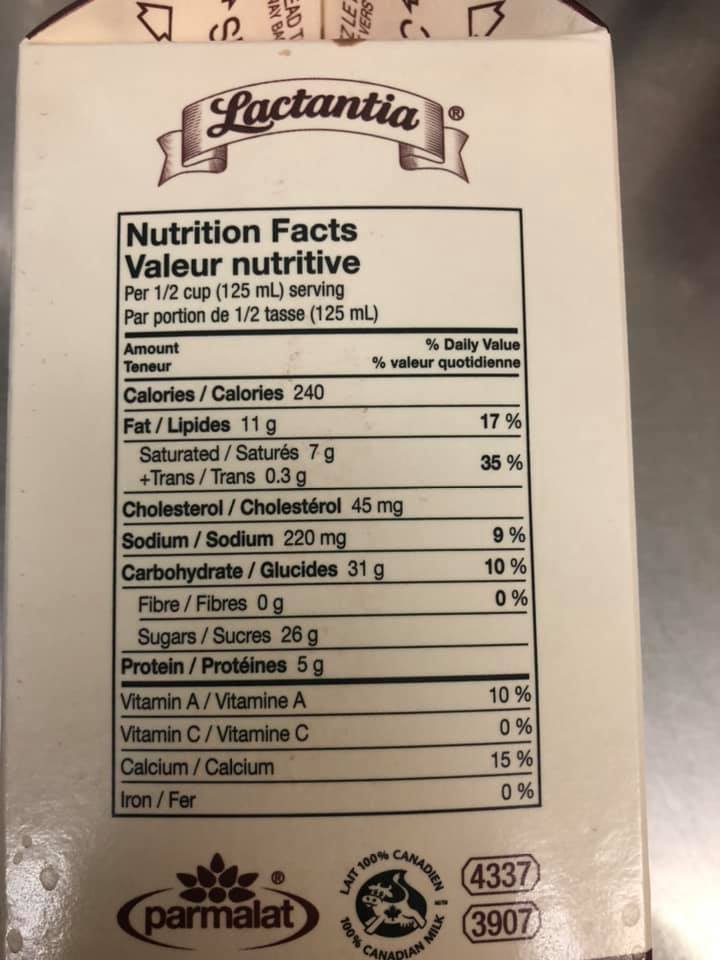 Lactantia ®
Nutrition Facts
Valeur nutritive
Per 1/2 cup (125 mL) serving
Par portion de 1/2 tasse (125 mL)
Amount % Daily Value
Teneur % valeur quotidienne
Calories / Calories 240
Fat / Lipides 11 g 17 %
Saturated / Saturés 7 g
+Trans / Trans 0.3 g 35 %
Cholesterol / Cholestérol 45 mg
Sodium / Sodium 220 mg 9 %
Carbohydrate / Glucides 31 g 10 %
Fibre / Fibres 0 g 0 %
Sugars / Sucres 26 g
Protein / Protéines 5 g
Vitamin A / Vitamine A 10 %
Vitamin C / Vitamine C 0 %
Calcium / Calcium 15 %
Iron / Fer 0 %
parmalat ®
LAIT 100% CANADIEN
100% CANADIAN MILK
4337
3907